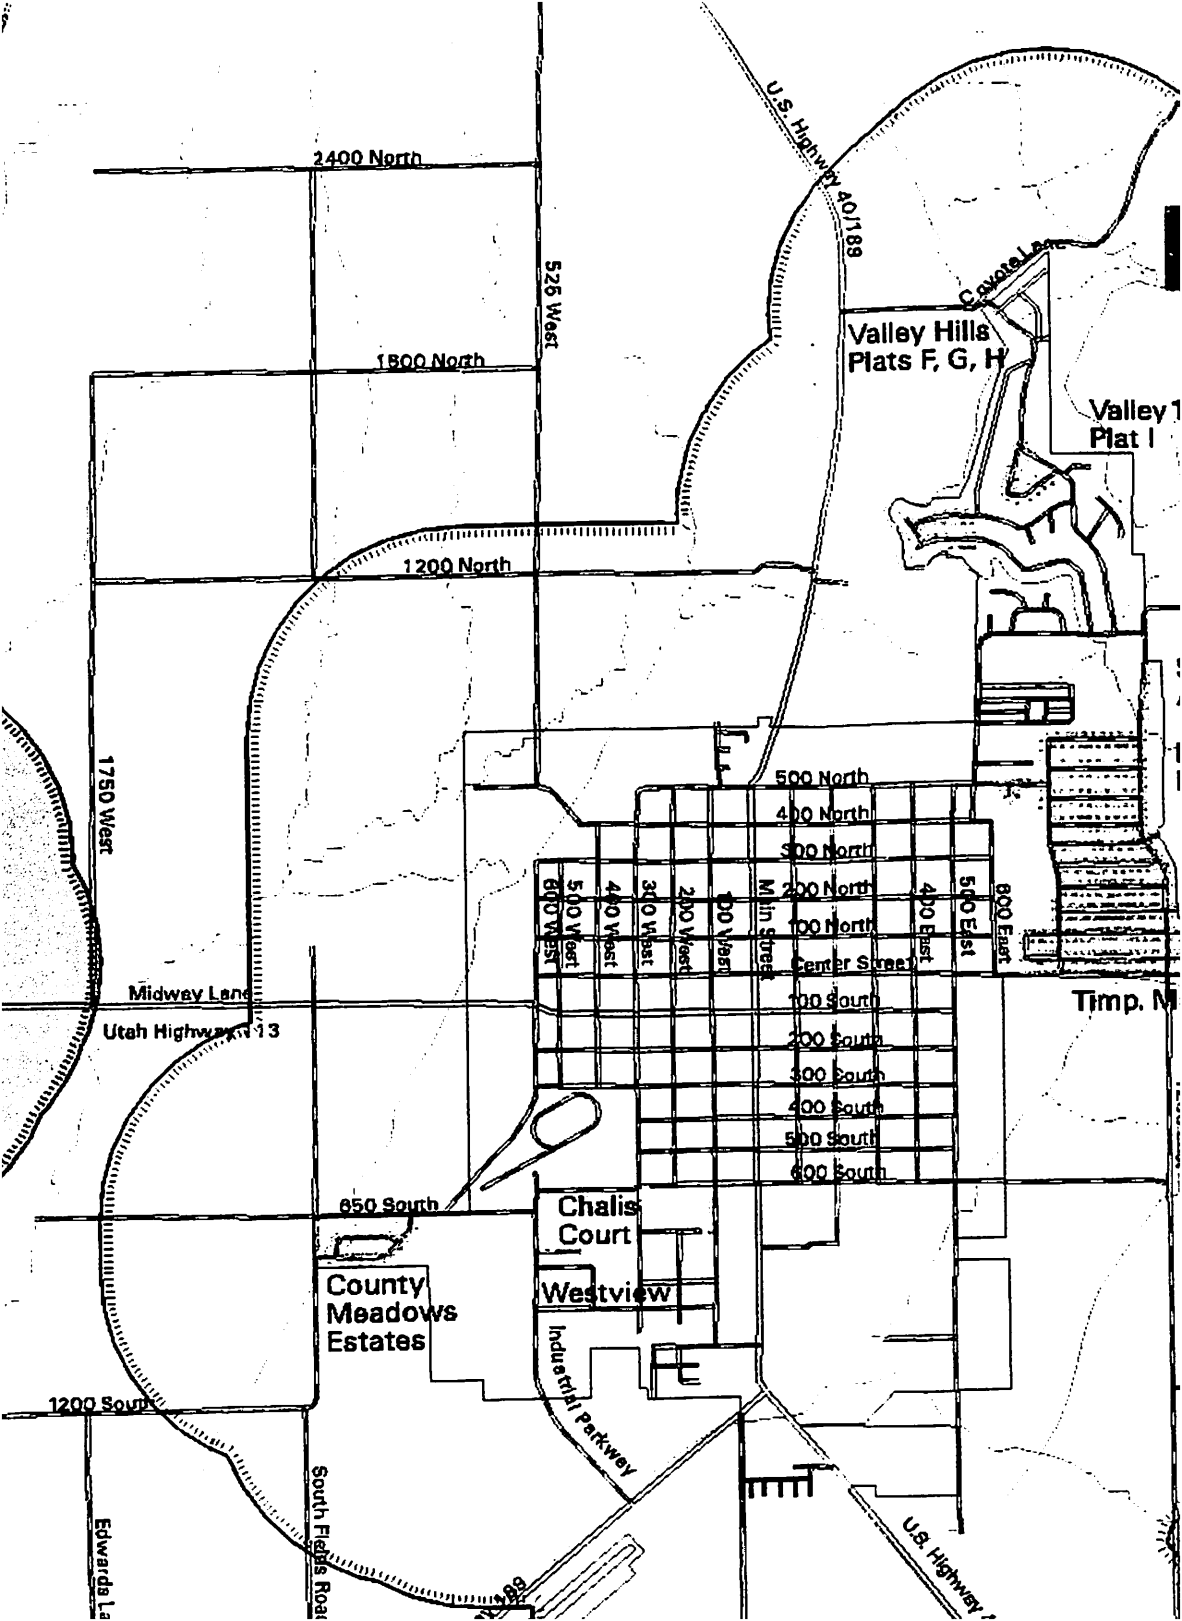 2400 North
U.S. Highway 40/189
525 West
Coyote Lane
Valley Hills
Plats F, G, H
1800 North
Valley
Plat I
1200 North
1750 West
500 North
400 North
300 North
200 North
100 North
Center Street
600 West
500 West
400 West
300 West
200 West
100 West
Main Street
400 East
500 East
600 East
Midway Lane
Utah Highway 113
100 South
Timp. M
200 South
300 South
400 South
500 South
600 South
650 South
Chalis
Court
County
Meadows
Estates
Westview
Industrial Parkway
1200 South
South Fields Road
Edwards La
189
U.S. Highway